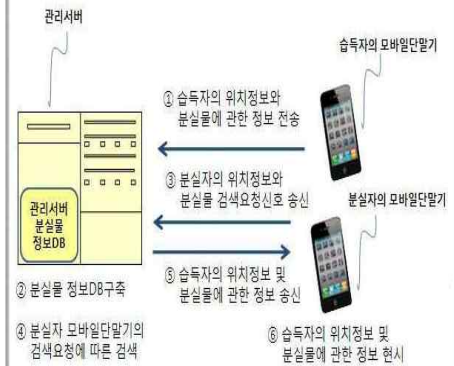 관리서버
습득자의 모바일단말기
① 습득자의 위치정보와
분실물에 관한 정보 전송
③ 분실자의 위치정보와
분실물 검색요청신호 송신
분실자의 모바일단말기
관리서버
분실물
정보DB
② 분실물 정보DB구축
⑤ 습득자의 위치정보 및
분실물에 관한 정보 송신
④ 분실자 모바일단말기의
검색요청에 따른 검색
⑥ 습득자의 위치정보 및
분실물에 관한 정보 현시